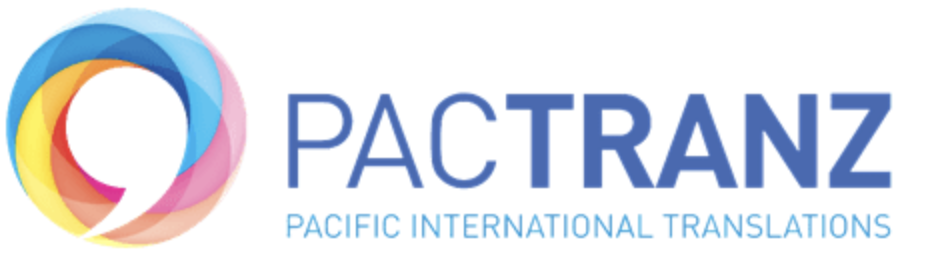 PACTRANZ
PACIFIC INTERNATIONAL TRANSLATIONS